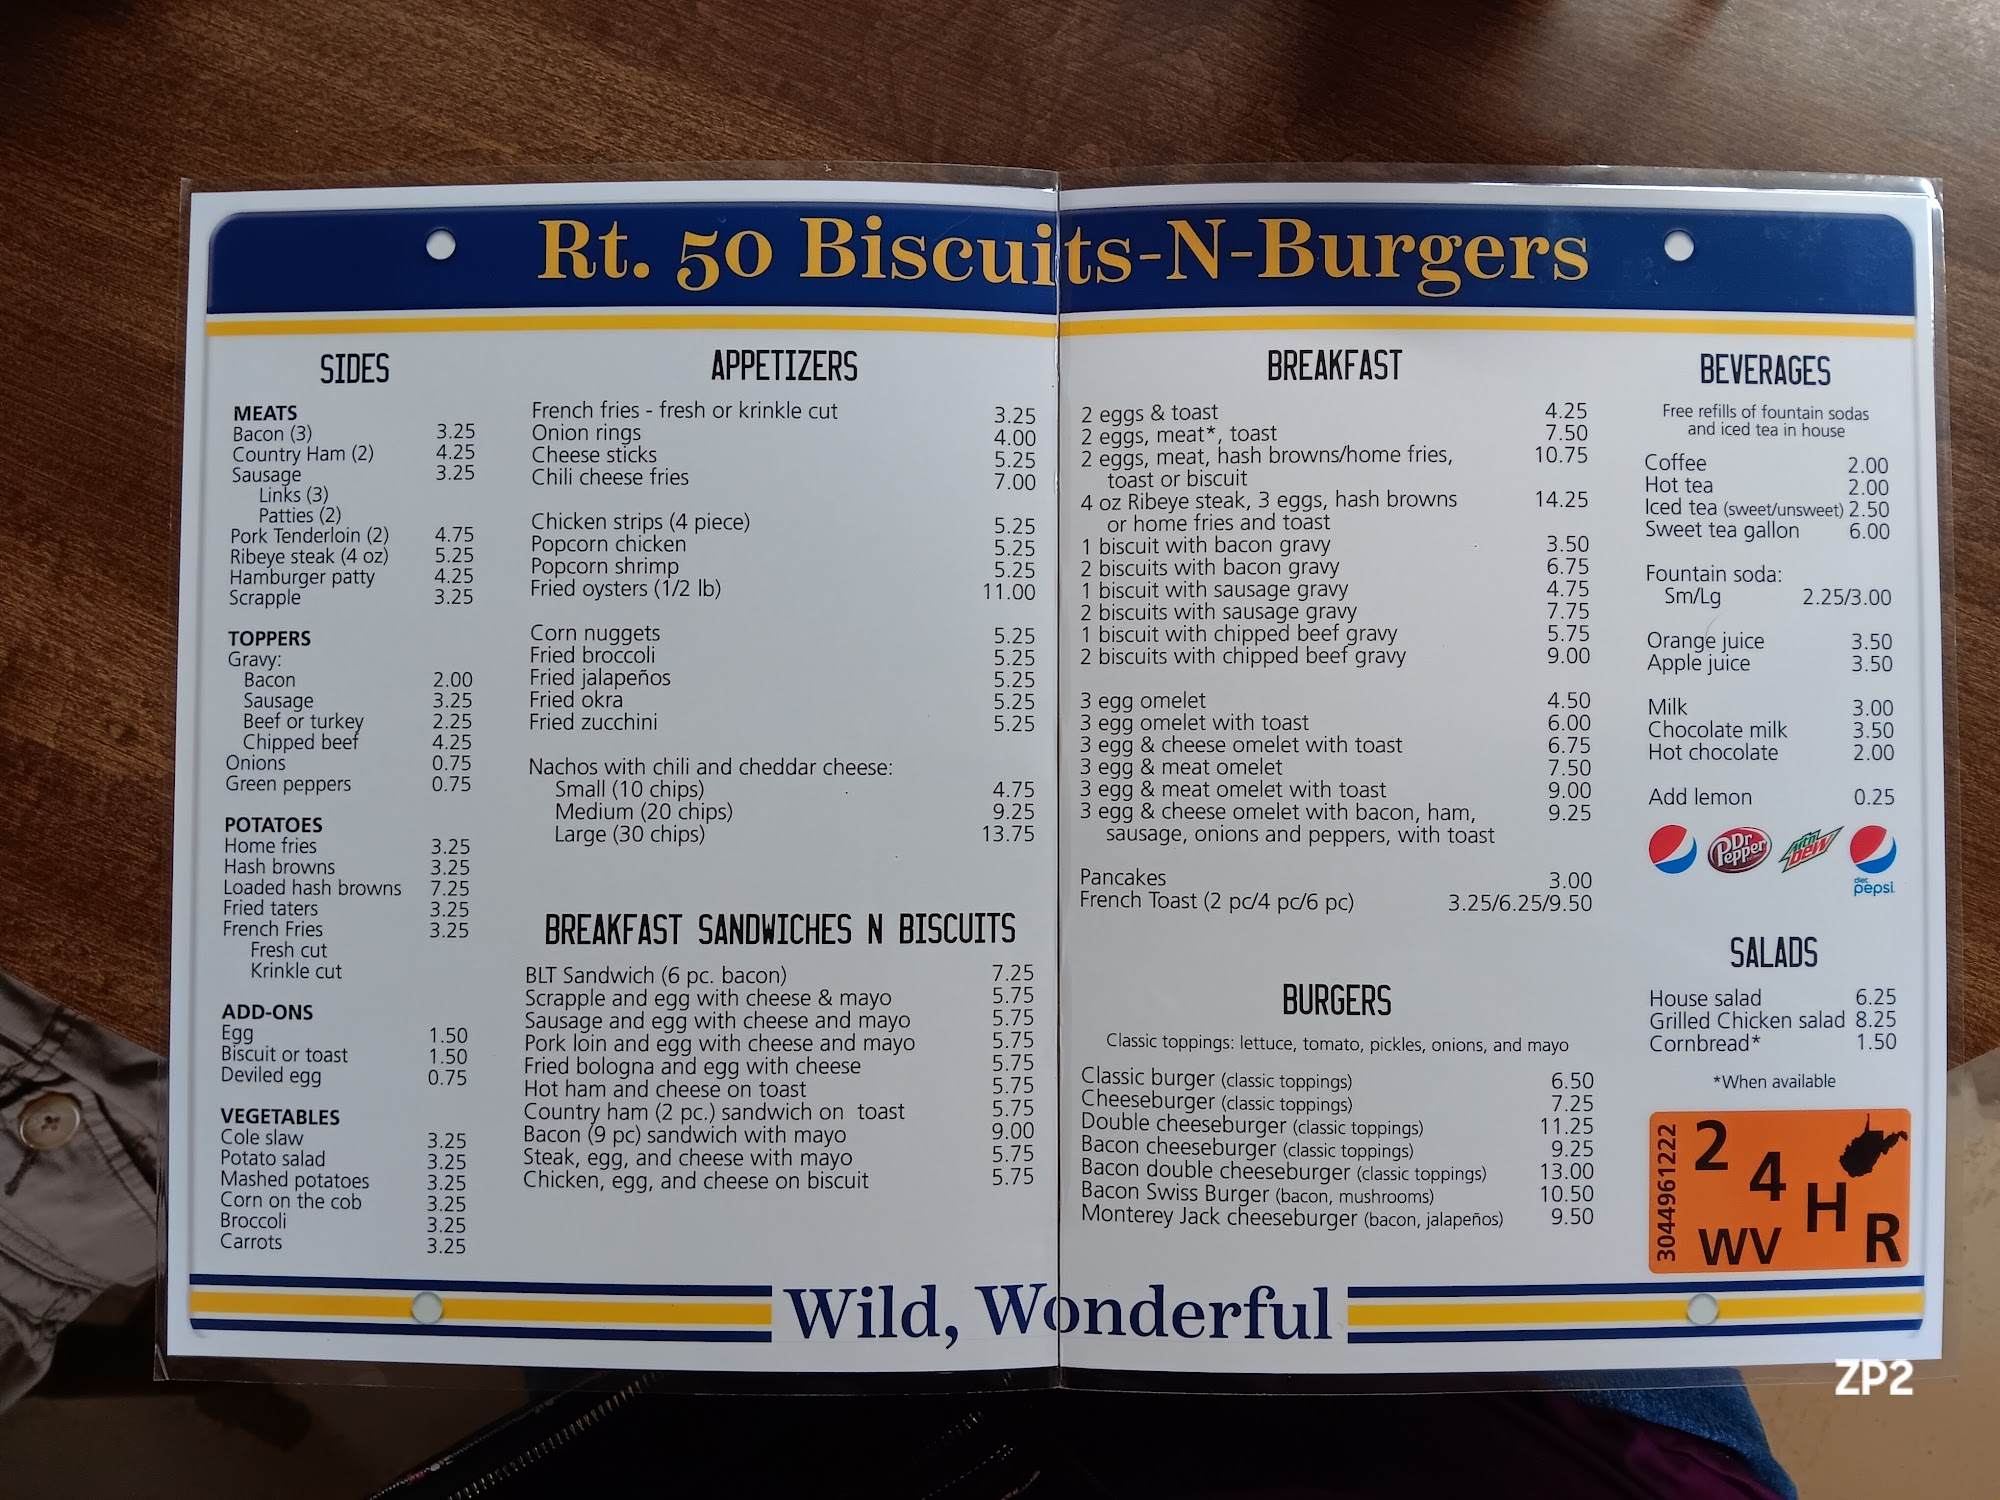 Rt. 50 Biscuits-N-Burgers
SIDES
MEATS
Bacon (3) 3.25
Country Ham (2) 4.25
Sausage 3.25
Links (3)
Patties (2)
Pork Tenderloin (2) 4.75
Ribeye steak (4 oz) 5.25
Hamburger patty 4.25
Scrapple 3.25
TOPPERS
Gravy:
Bacon 2.00
Sausage 3.25
Beef or turkey 2.25
Chipped beef 4.25
Onions 0.75
Green peppers 0.75
POTATOES
Home fries 3.25
Hash browns 3.25
Loaded hash browns 7.25
Fried taters 3.25
French Fries 3.25
Fresh cut
Krinkle cut
ADD-ONS
Egg 1.50
Biscuit or toast 1.50
Deviled egg 0.75
VEGETABLES
Cole slaw 3.25
Potato salad 3.25
Mashed potatoes 3.25
Corn on the cob 3.25
Broccoli 3.25
Carrots 3.25
APPETIZERS
French fries - fresh or krinkle cut 3.25
Onion rings 4.00
Cheese sticks 5.25
Chili cheese fries 7.00
Chicken strips (4 piece) 5.25
Popcorn chicken 5.25
Popcorn shrimp 5.25
Fried oysters (1/2 lb) 11.00
Corn nuggets 5.25
Fried broccoli 5.25
Fried jalapeños 5.25
Fried okra 5.25
Fried zucchini 5.25
Nachos with chili and cheddar cheese:
Small (10 chips) 4.75
Medium (20 chips) 9.25
Large (30 chips) 13.75
BREAKFAST SANDWICHES N BISCUITS
BLT Sandwich (6 pc. bacon) 7.25
Scrapple and egg with cheese & mayo 5.75
Sausage and egg with cheese and mayo 5.75
Pork loin and egg with cheese and mayo 5.75
Fried bologna and egg with cheese 5.75
Hot ham and cheese on toast 5.75
Country ham (2 pc.) sandwich on toast 5.75
Bacon (9 pc) sandwich with mayo 9.00
Steak, egg, and cheese with mayo 5.75
Chicken, egg, and cheese on biscuit 5.75
BREAKFAST
2 eggs & toast 4.25
2 eggs, meat*, toast 7.50
2 eggs, meat, hash browns/home fries, 10.75
toast or biscuit
4 oz Ribeye steak, 3 eggs, hash browns 14.25
or home fries and toast
1 biscuit with bacon gravy 3.50
2 biscuits with bacon gravy 6.75
1 biscuit with sausage gravy 4.75
2 biscuits with sausage gravy 7.75
1 biscuit with chipped beef gravy 5.75
2 biscuits with chipped beef gravy 9.00
3 egg omelet 4.50
3 egg omelet with toast 6.00
3 egg & cheese omelet with toast 6.75
3 egg & meat omelet 7.50
3 egg & meat omelet with toast 9.00
3 egg & cheese omelet with bacon, ham, 9.25
sausage, onions and peppers, with toast
Pancakes 3.00
French Toast (2 pc/4 pc/6 pc) 3.25/6.25/9.50
BURGERS
Classic toppings: lettuce, tomato, pickles, onions, and mayo
Classic burger (classic toppings) 6.50
Cheeseburger (classic toppings) 7.25
Double cheeseburger (classic toppings) 11.25
Bacon cheeseburger (classic toppings) 9.25
Bacon double cheeseburger (classic toppings) 13.00
Bacon Swiss Burger (bacon, mushrooms) 10.50
Monterey Jack cheeseburger (bacon, jalapeños) 9.50
BEVERAGES
Free refills of fountain sodas
and iced tea in house
Coffee 2.00
Hot tea 2.00
Iced tea (sweet/unsweet) 2.50
Sweet tea gallon 6.00
Fountain soda:
Sm/Lg 2.25/3.00
Orange juice 3.50
Apple juice 3.50
Milk 3.00
Chocolate milk 3.50
Hot chocolate 2.00
Add lemon 0.25
Dr Pepper
Mtn Dew
diet
pepsi
SALADS
House salad 6.25
Grilled Chicken salad 8.25
Cornbread* 1.50
*When available
3044961222
2 4 H R
WV
Wild, Wonderful
ZP2